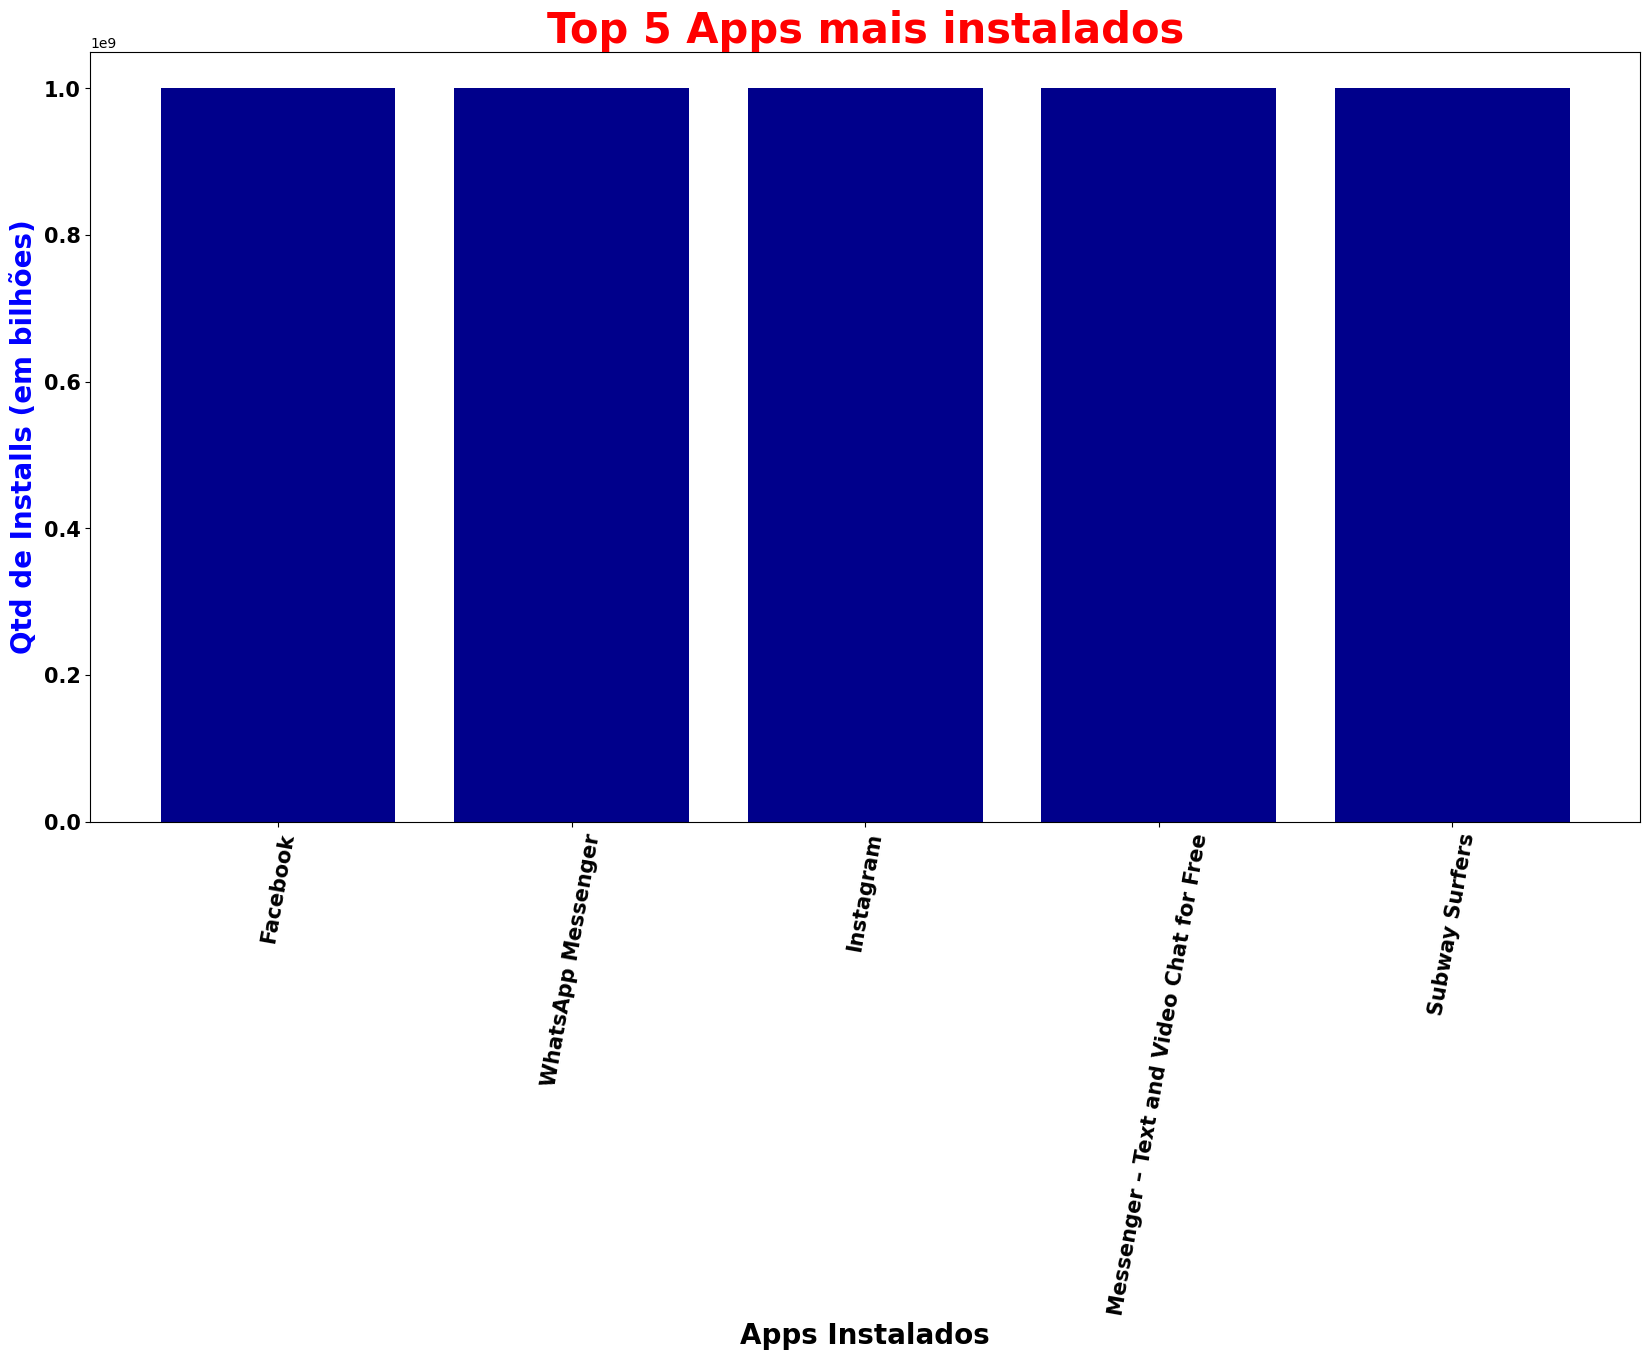 Top 5 Apps mais instalados
1e9
1.0
0.8
0.6
0.4
0.2
0.0
Qtd de Installs (em bilhões)
Facebook
WhatsApp Messenger
Instagram
Messenger – Text and Video Chat for Free
Subway Surfers
Apps Instalados